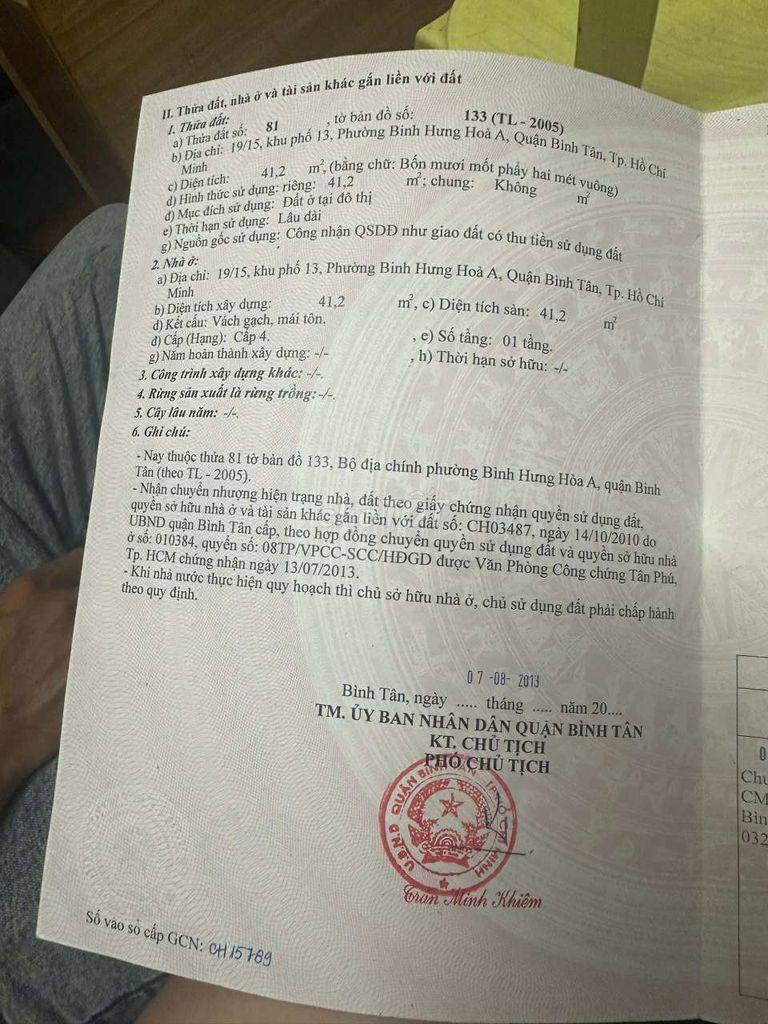 II. Thửa đất, nhà ở và tài sản khác gắn liền với đất
1. Thửa đất:
a) Thửa đất số: 81 , tờ bản đồ số: 133 (TL - 2005)
b) Địa chỉ: 19/15, khu phố 13, Phường Bình Hưng Hoà A, Quận Bình Tân, Tp. Hồ Chí
Minh
c) Diện tích: 41,2 m², (bằng chữ: Bốn mươi mốt phẩy hai mét vuông)
d) Hình thức sử dụng: riêng: 41,2 m²; chung: Không m²
đ) Mục đích sử dụng: Đất ở tại đô thị
e) Thời hạn sử dụng: Lâu dài
g) Nguồn gốc sử dụng: Công nhận QSDĐ như giao đất có thu tiền sử dụng đất
2. Nhà ở:
a) Địa chỉ: 19/15, khu phố 13, Phường Bình Hưng Hoà A, Quận Bình Tân, Tp. Hồ Chí
Minh
b) Diện tích xây dựng: 41,2 m², c) Diện tích sàn: 41,2 m²
d) Kết cấu: Vách gạch, mái tôn.
đ) Cấp (Hạng): Cấp 4. , e) Số tầng: 01 tầng.
g) Năm hoàn thành xây dựng: -/- , h) Thời hạn sở hữu: -/-
3. Công trình xây dựng khác: -/-.
4. Rừng sản xuất là rừng trồng: -/-.
5. Cây lâu năm: -/-.
6. Ghi chú:
- Nay thuộc thửa 81 tờ bản đồ 133, Bộ địa chính phường Bình Hưng Hòa A, quận Bình
Tân (theo TL - 2005).
- Nhận chuyển nhượng hiện trạng nhà, đất theo giấy chứng nhận quyền sử dụng đất,
quyền sở hữu nhà ở và tài sản khác gắn liền với đất số: CH03487, ngày 14/10/2010 do
UBND quận Bình Tân cấp, theo hợp đồng chuyển quyền sử dụng đất và quyền sở hữu nhà
ở số: 010384, quyển số: 08TP/VPCC-SCC/HĐGD được Văn Phòng Công chứng Tân Phú,
Tp. HCM chứng nhận ngày 13/07/2013.
- Khi nhà nước thực hiện quy hoạch thì chủ sở hữu nhà ở, chủ sử dụng đất phải chấp hành
theo quy định.
07 -08- 2013
Bình Tân, ngày ..... tháng ..... năm 20....
TM. ỦY BAN NHÂN DÂN QUẬN BÌNH TÂN
KT. CHỦ TỊCH
PHÓ CHỦ TỊCH
U.B.N.D QUẬN BÌNH TÂN T.P HỒ CHÍ MINH
Trần Minh Khiêm
Số vào sổ cấp GCN: CH15789
0
Chu
CM
Bìn
032